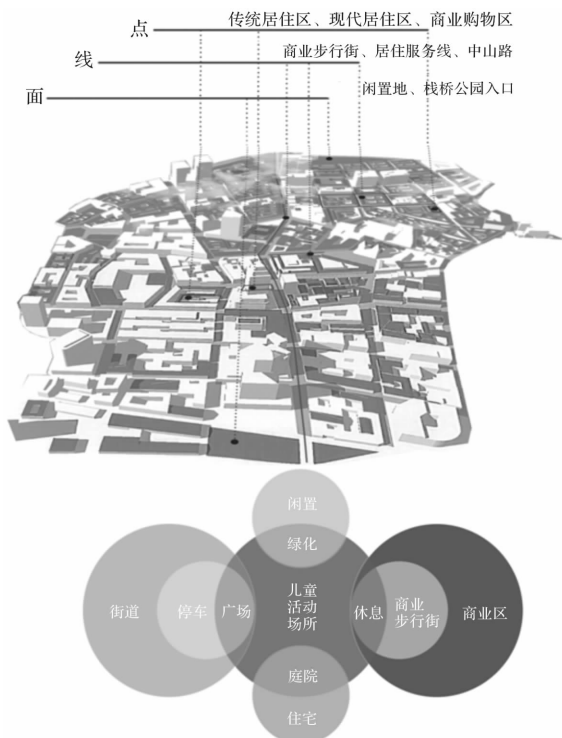 点
传统居住区、现代居住区、商业购物区
线
商业步行街、居住服务线、中山路
面
闲置地、栈桥公园入口
闲置
绿化
街道
停车
广场
儿童
活动
场所
休息
商业
步行街
商业区
庭院
住宅